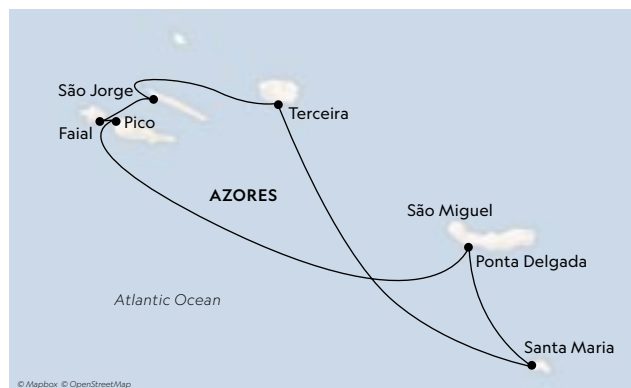 São Jorge
Terceira
Pico
Faial
AZORES
São Miguel
Ponta Delgada
Atlantic Ocean
Santa Maria
© Mapbox © OpenStreetMap